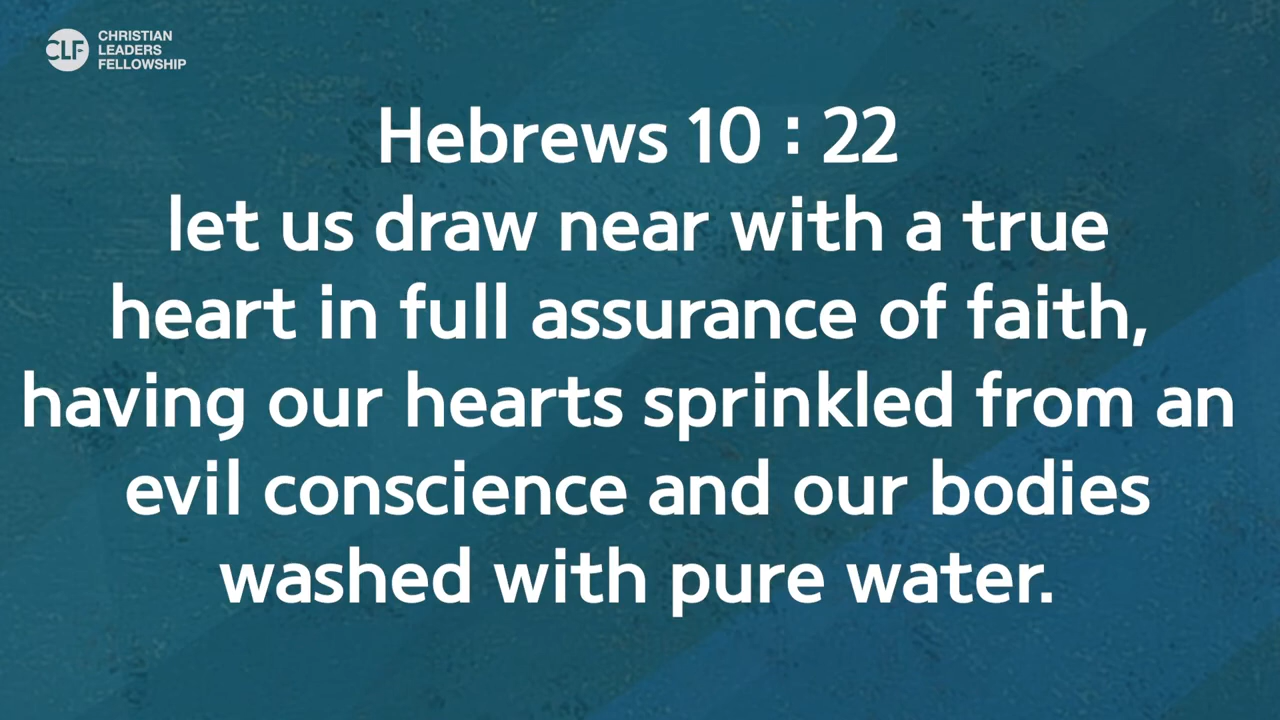 CLF
CHRISTIAN
LEADERS
FELLOWSHIP
Hebrews 10 : 22
let us draw near with a true
heart in full assurance of faith,
having our hearts sprinkled from an
evil conscience and our bodies
washed with pure water.